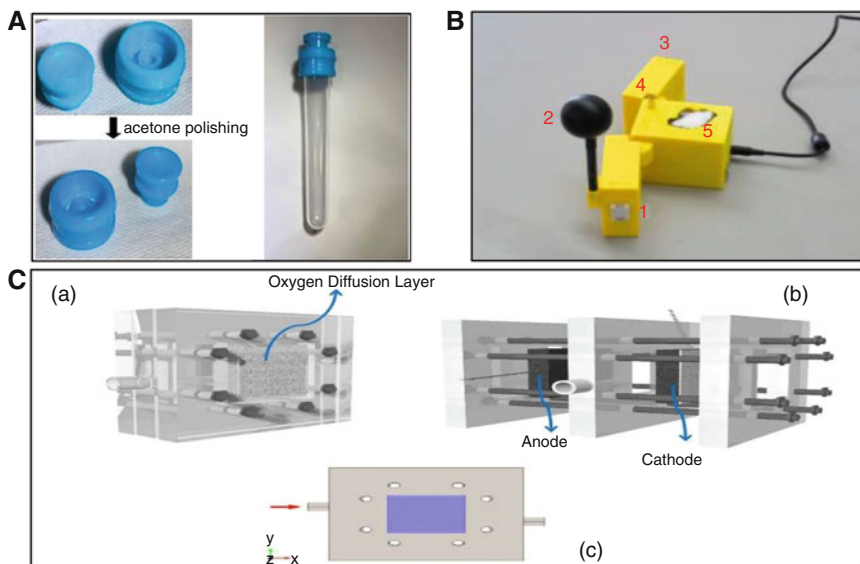 A
acetone polishing
B
1
2
3
4
5
C
(a)
Oxygen Diffusion Layer
(b)
Anode
Cathode
(c)
y
z
x